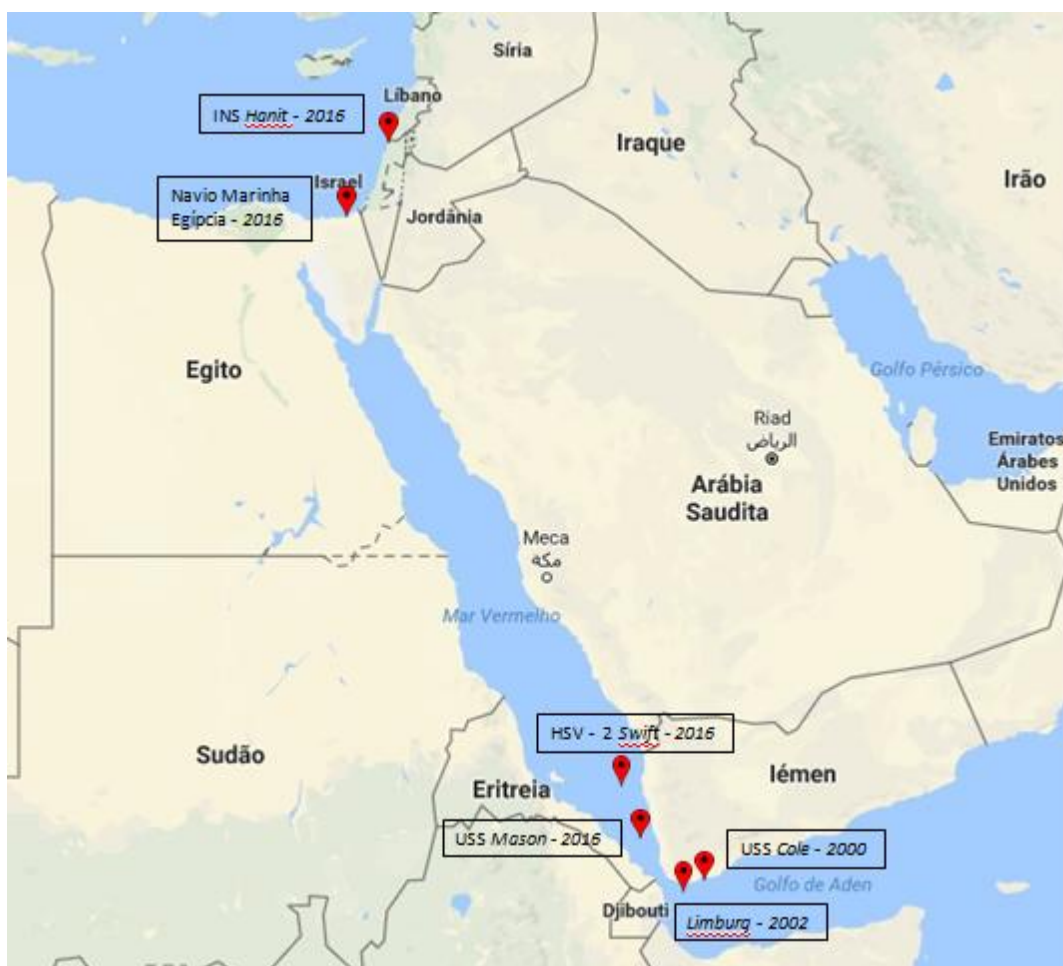 Síria
Líbano
INS Hanit - 2016
Iraque
Irão
Israel
Navio Marinha
Egípcia - 2016
Jordânia
Golfo Pérsico
Egito
Riad
الرياض
Emiratos
Árabes
Unidos
Arábia
Saudita
Meca
مكة
Mar Vermelho
HSV - 2 Swift - 2016
Sudão
Iémen
Eritreia
USS Mason - 2016
USS Cole - 2000
Golfo de Aden
Djibouti
Limburg - 2002